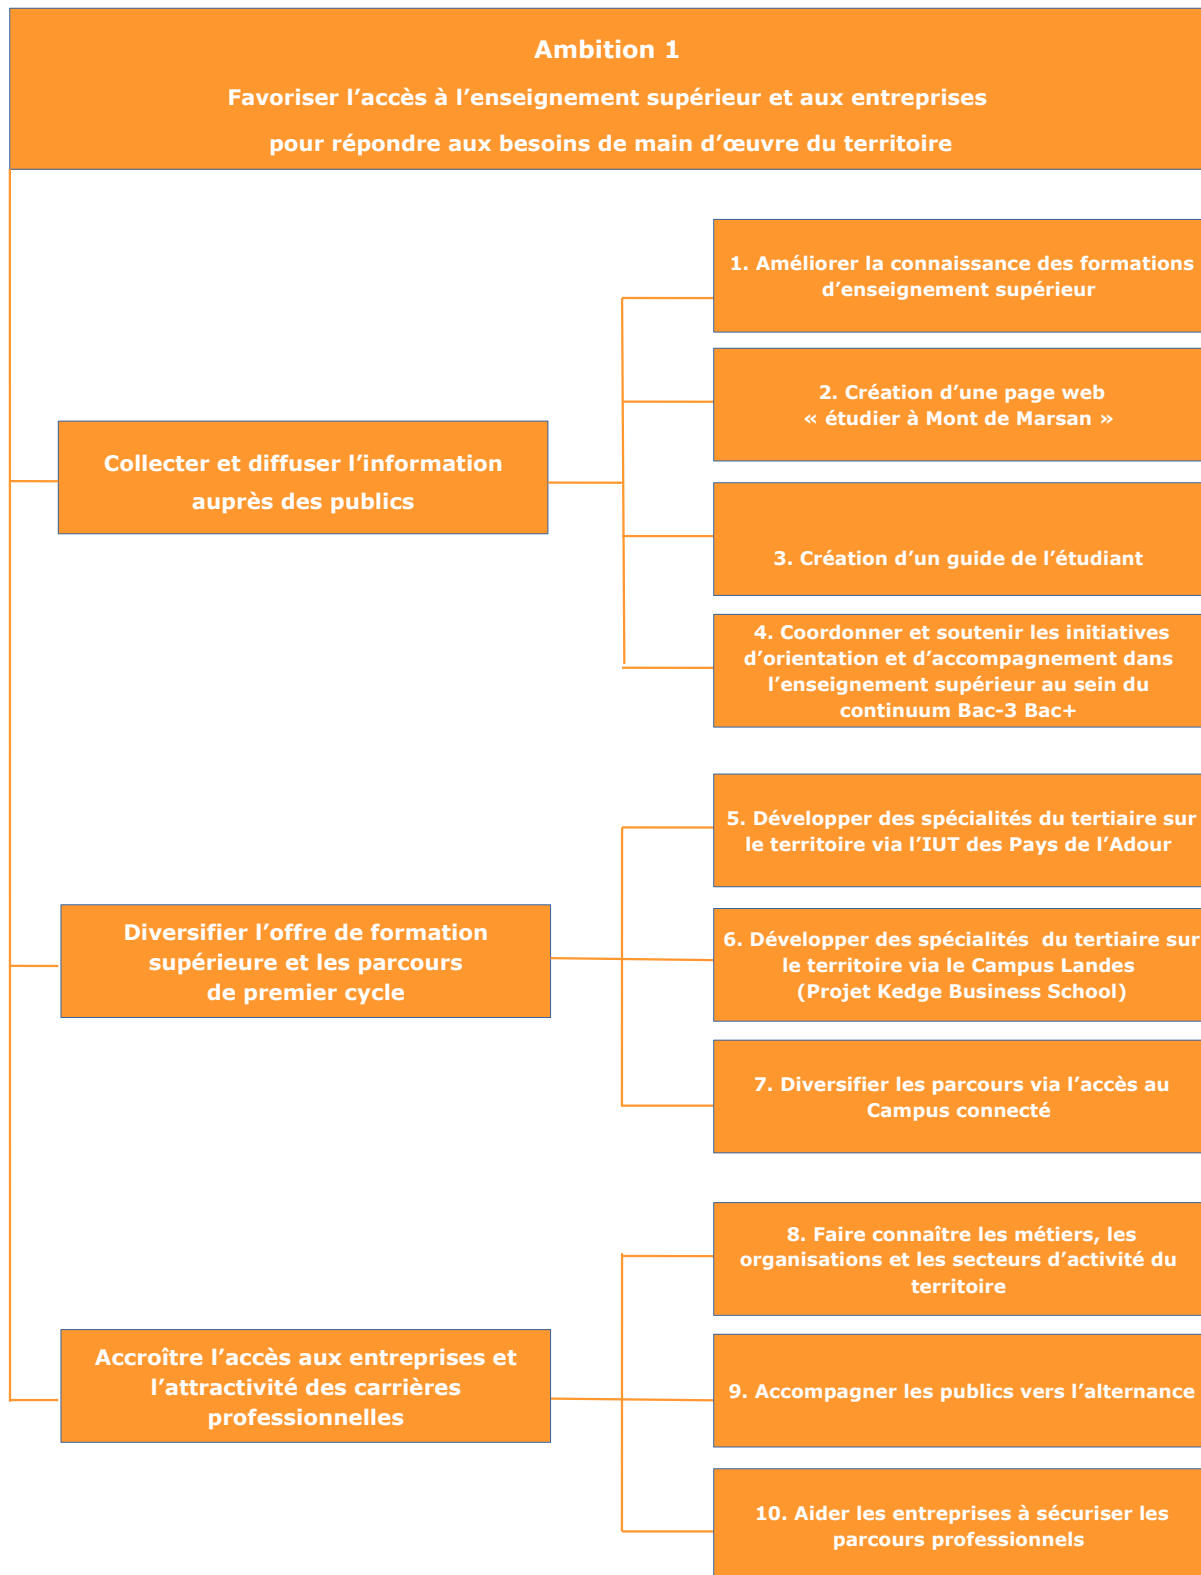 Ambition 1
Favoriser l’accès à l’enseignement supérieur et aux entreprises
pour répondre aux besoins de main d’œuvre du territoire
Collecter et diffuser l’information
auprès des publics
1. Améliorer la connaissance des formations
d’enseignement supérieur
2. Création d’une page web
« étudier à Mont de Marsan »
3. Création d’un guide de l’étudiant
4. Coordonner et soutenir les initiatives
d’orientation et d’accompagnement dans
l’enseignement supérieur au sein du
continuum Bac-3 Bac+
Diversifier l’offre de formation
supérieure et les parcours
de premier cycle
5. Développer des spécialités du tertiaire sur
le territoire via l’IUT des Pays de l’Adour
6. Développer des spécialités  du tertiaire sur
le territoire via le Campus Landes
(Projet Kedge Business School)
7. Diversifier les parcours via l’accès au
Campus connecté
Accroître l’accès aux entreprises et
l’attractivité des carrières
professionnelles
8. Faire connaître les métiers, les
organisations et les secteurs d’activité du
territoire
9. Accompagner les publics vers l’alternance
10. Aider les entreprises à sécuriser les
parcours professionnels